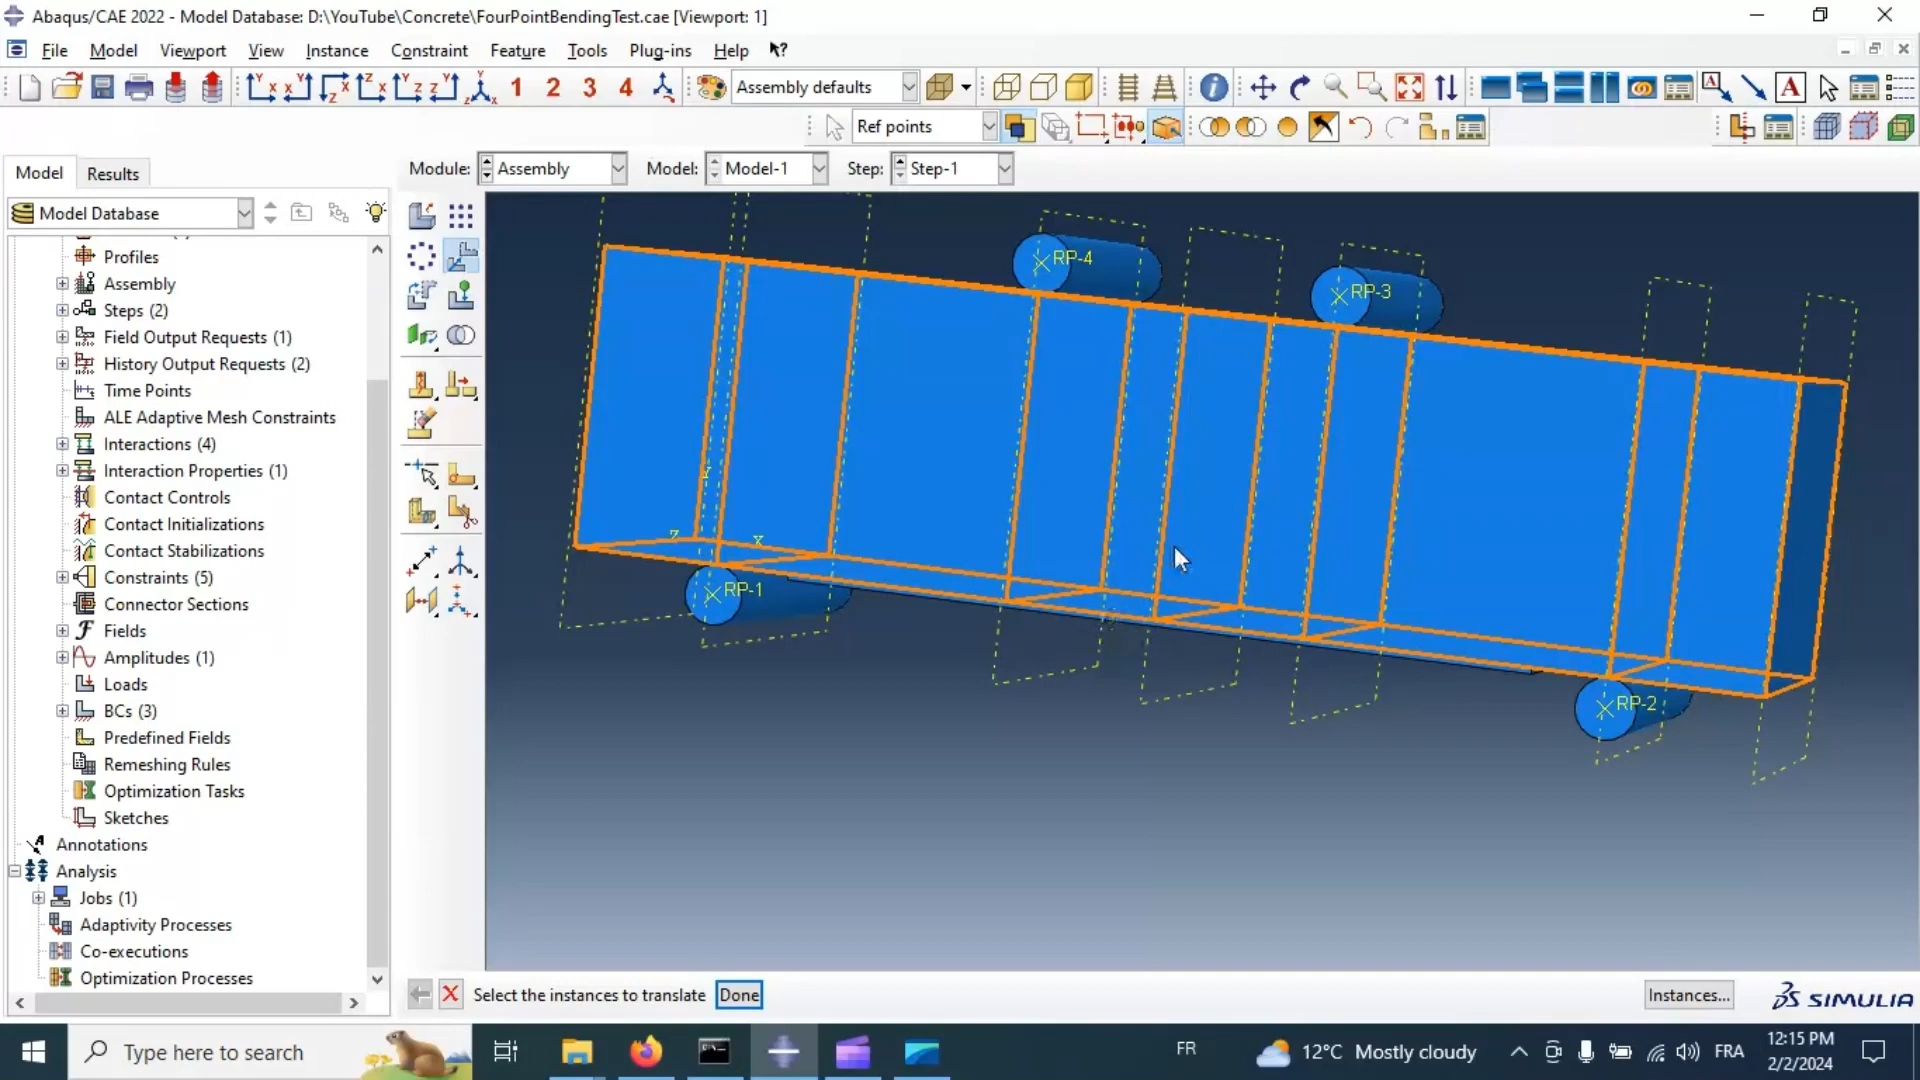 Abaqus/CAE 2022 - Model Database: D:\YouTube\Concrete\FourPointBendingTest.cae [Viewport: 1]
File Model Viewport View Instance Constraint Feature Tools Plug-ins Help
1 2 3 4 Assembly defaults
Ref points
Module: Assembly Model: Model-1 Step: Step-1
Model Results
Model Database
Profiles
Assembly
Steps (2)
Field Output Requests (1)
History Output Requests (2)
Time Points
ALE Adaptive Mesh Constraints
Interactions (4)
Interaction Properties (1)
Contact Controls
Contact Initializations
Contact Stabilizations
Constraints (5)
Connector Sections
Fields
Amplitudes (1)
Loads
BCs (3)
Predefined Fields
Remeshing Rules
Optimization Tasks
Sketches
Annotations
Analysis
Jobs (1)
Adaptivity Processes
Co-executions
Optimization Processes
RP-4
RP-3
Y
Z
X
RP-1
RP-2
Select the instances to translate Done
Instances...
SIMULIA
Type here to search
FR
12°C Mostly cloudy
FRA
12:15 PM
2/2/2024